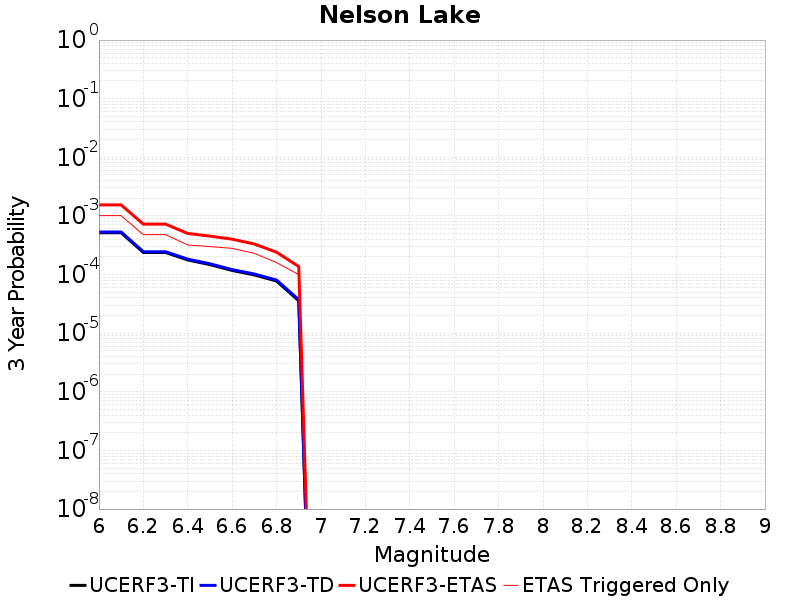 Nelson Lake
3 Year Probability
10^0
10^-1
10^-2
10^-3
10^-4
10^-5
10^-6
10^-7
10^-8
6 6.2 6.4 6.6 6.8 7 7.2 7.4 7.6 7.8 8 8.2 8.4 8.6 8.8 9
Magnitude
UCERF3-TI UCERF3-TD UCERF3-ETAS ETAS Triggered Only